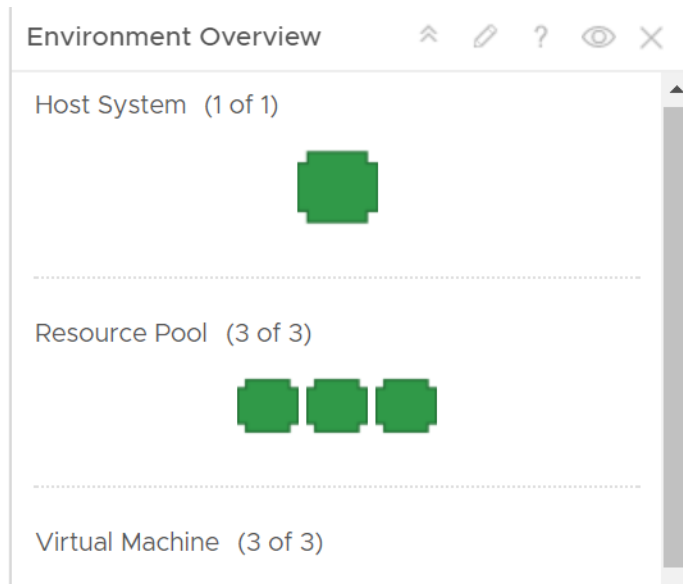 Environment Overview ?
Host System (1 of 1)
Resource Pool (3 of 3)
Virtual Machine (3 of 3)